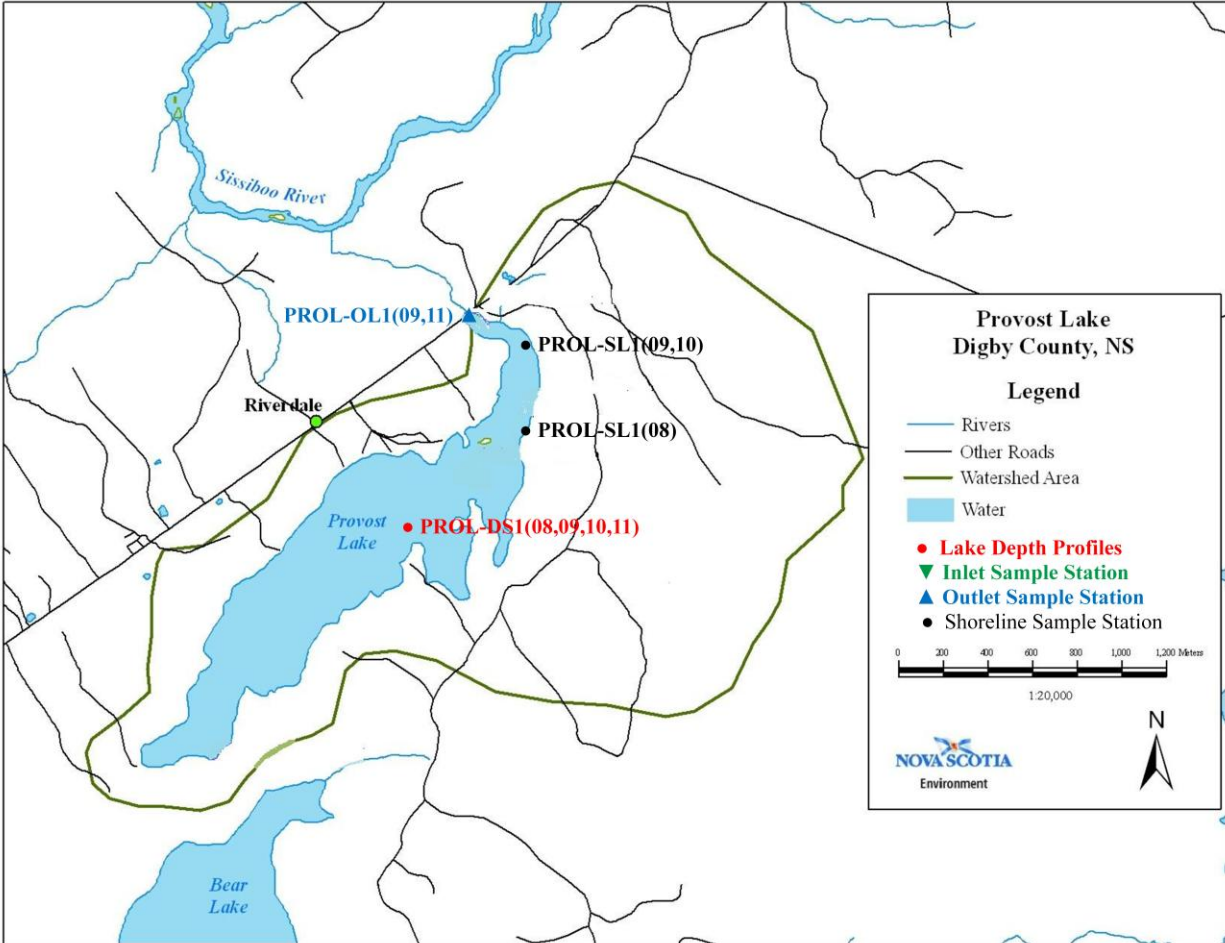 Sissiboo River
PROL-OL1(09,11)
PROL-SL1(09,10)
Riverdale
PROL-SL1(08)
Provost
Lake
PROL-DS1(08,09,10,11)
Bear
Lake
Provost Lake
Digby County, NS
Legend
Rivers
Other Roads
Watershed Area
Water
Lake Depth Profiles
Inlet Sample Station
Outlet Sample Station
Shoreline Sample Station
0 200 400 600 800 1,000 1,200 Meters
1:20,000
N
NOVA SCOTIA
Environment